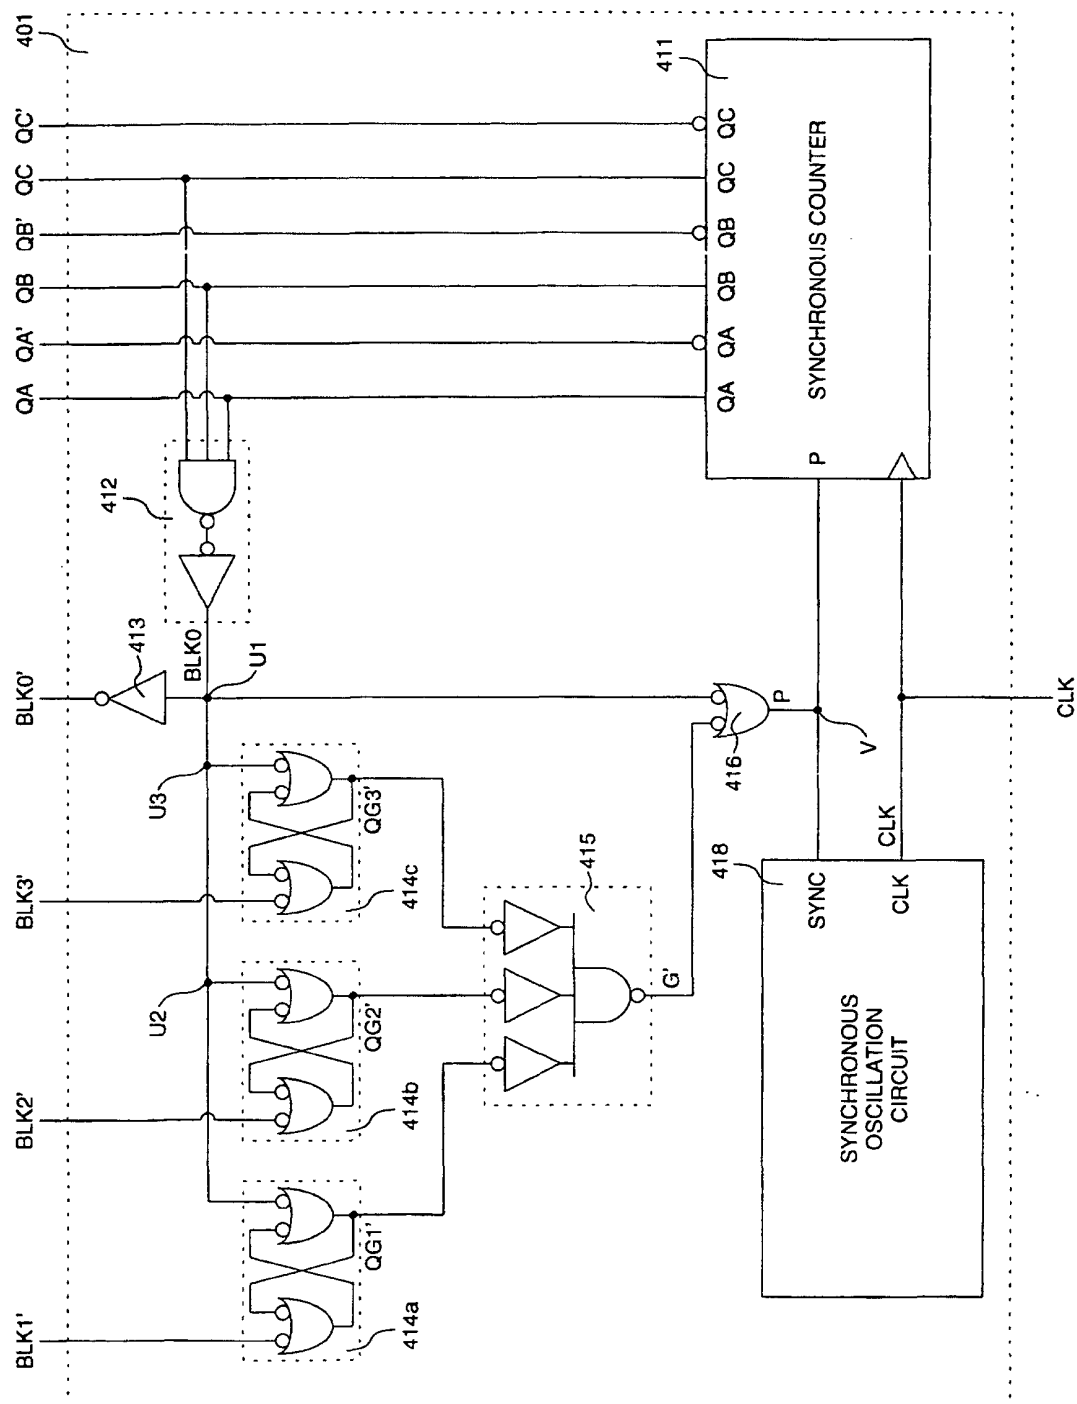 401
QC'
QC
QB'
QB
QA'
QA
BLK0'
BLK3'
BLK2'
BLK1'
411
QC
QC
QB
QB
QA
QA
SYNCHRONOUS COUNTER
P
412
413
BLK0
U1
U3
U2
QG3'
414c
QG2'
414b
QG1'
414a
415
G'
416
P
V
CLK
418
SYNC
CLK
SYNCHRONOUS
OSCILLATION
CIRCUIT
CLK